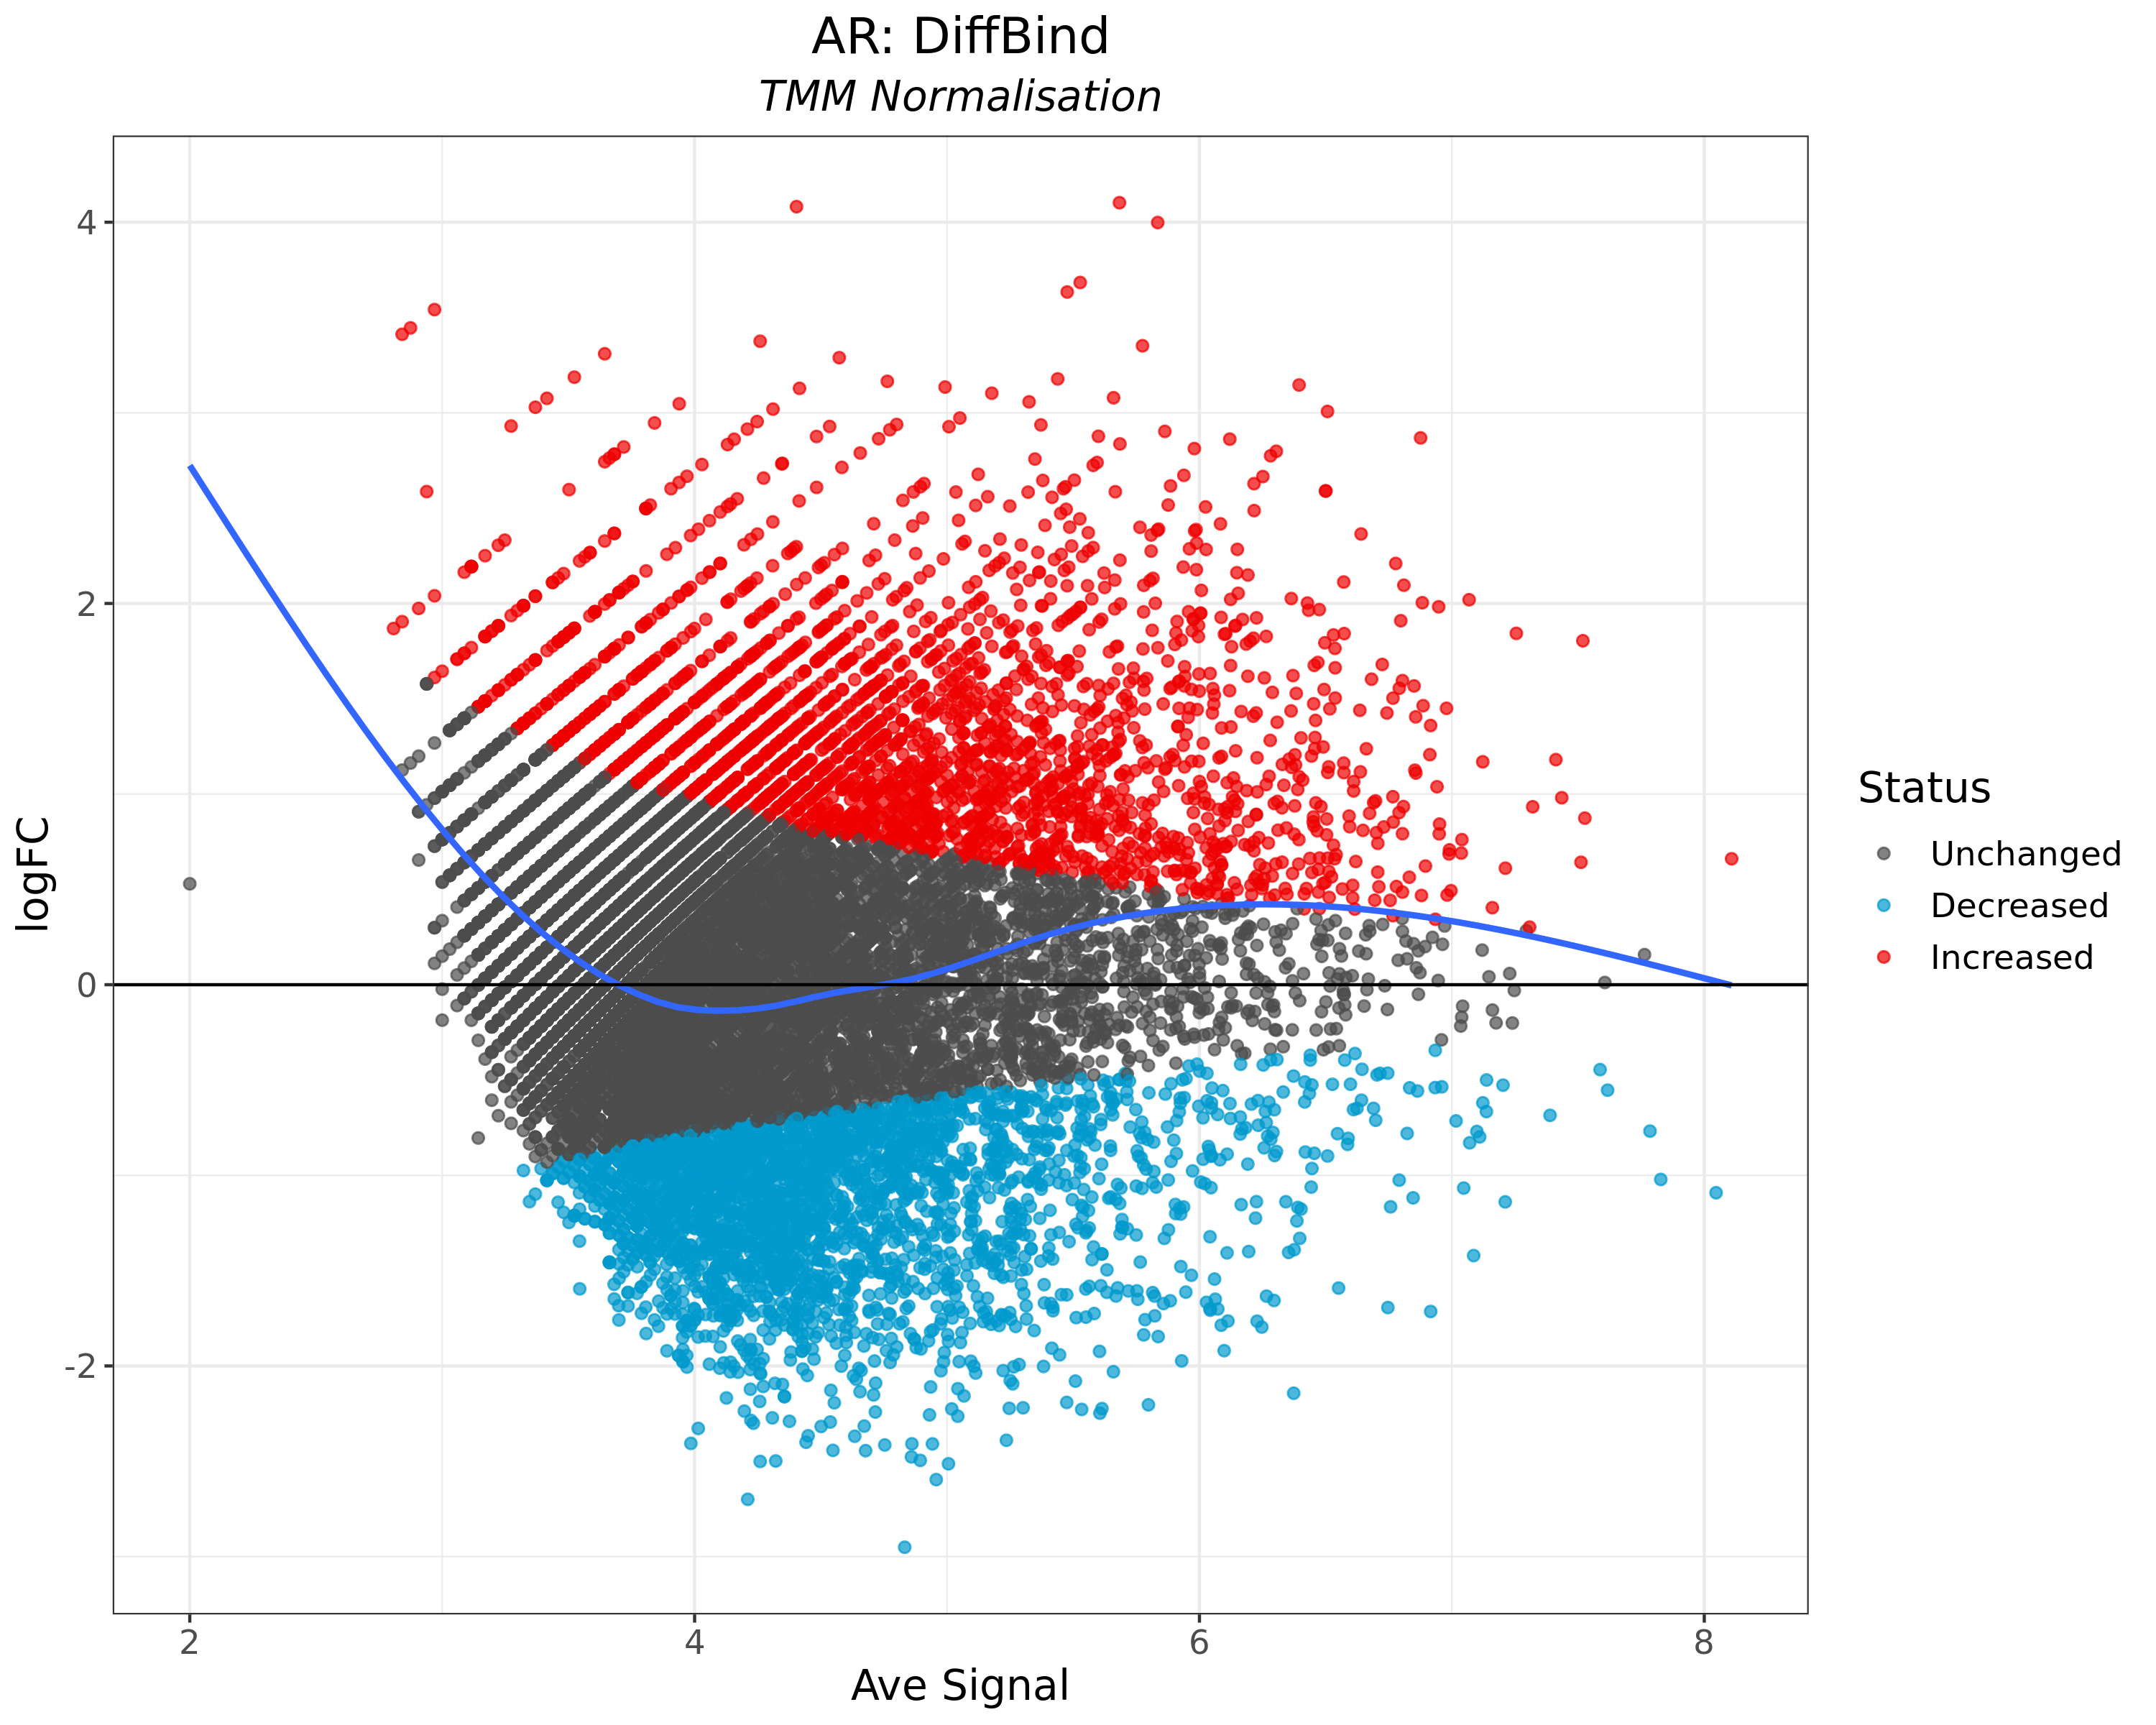 AR: DiffBind
TMM Normalisation
logFC
4
2
0
-2
2 4 6 8
Ave Signal
Status
Unchanged
Decreased
Increased